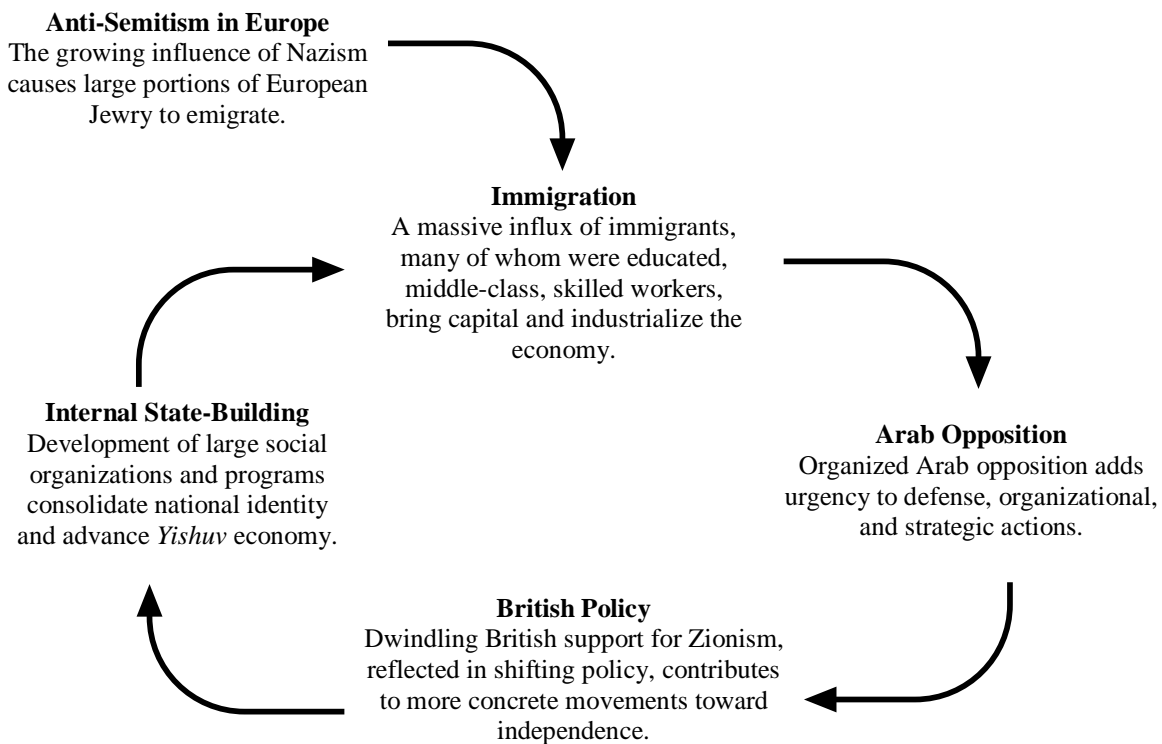 Anti-Semitism in Europe
The growing influence of Nazism
causes large portions of European
Jewry to emigrate.
Immigration
A massive influx of immigrants,
many of whom were educated,
middle-class, skilled workers,
bring capital and industrialize the
economy.
Internal State-Building
Development of large social
organizations and programs
consolidate national identity
and advance Yishuv economy.
Arab Opposition
Organized Arab opposition adds
urgency to defense, organizational,
and strategic actions.
British Policy
Dwindling British support for Zionism,
reflected in shifting policy, contributes
to more concrete movements toward
independence.